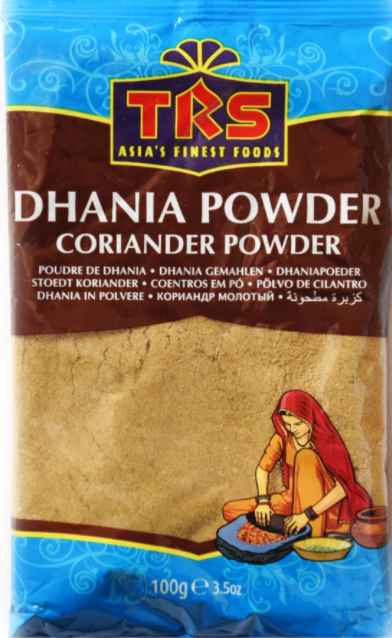 TRS
ASIA'S FINEST FOODS
DHANIA POWDER
CORIANDER POWDER
POUDRE DE DHANIA • DHANIA GEMAHLEN • DHANIAPOEDER
STOEDT KORIANDER • COENTROS EM PÓ • PÖLVO DE CILANTRO
DHANIA IN POLVERE • КОРИАНДР МОЛОТЫЙ • كزبرة مطحونة
100g ℮ 3.5oz